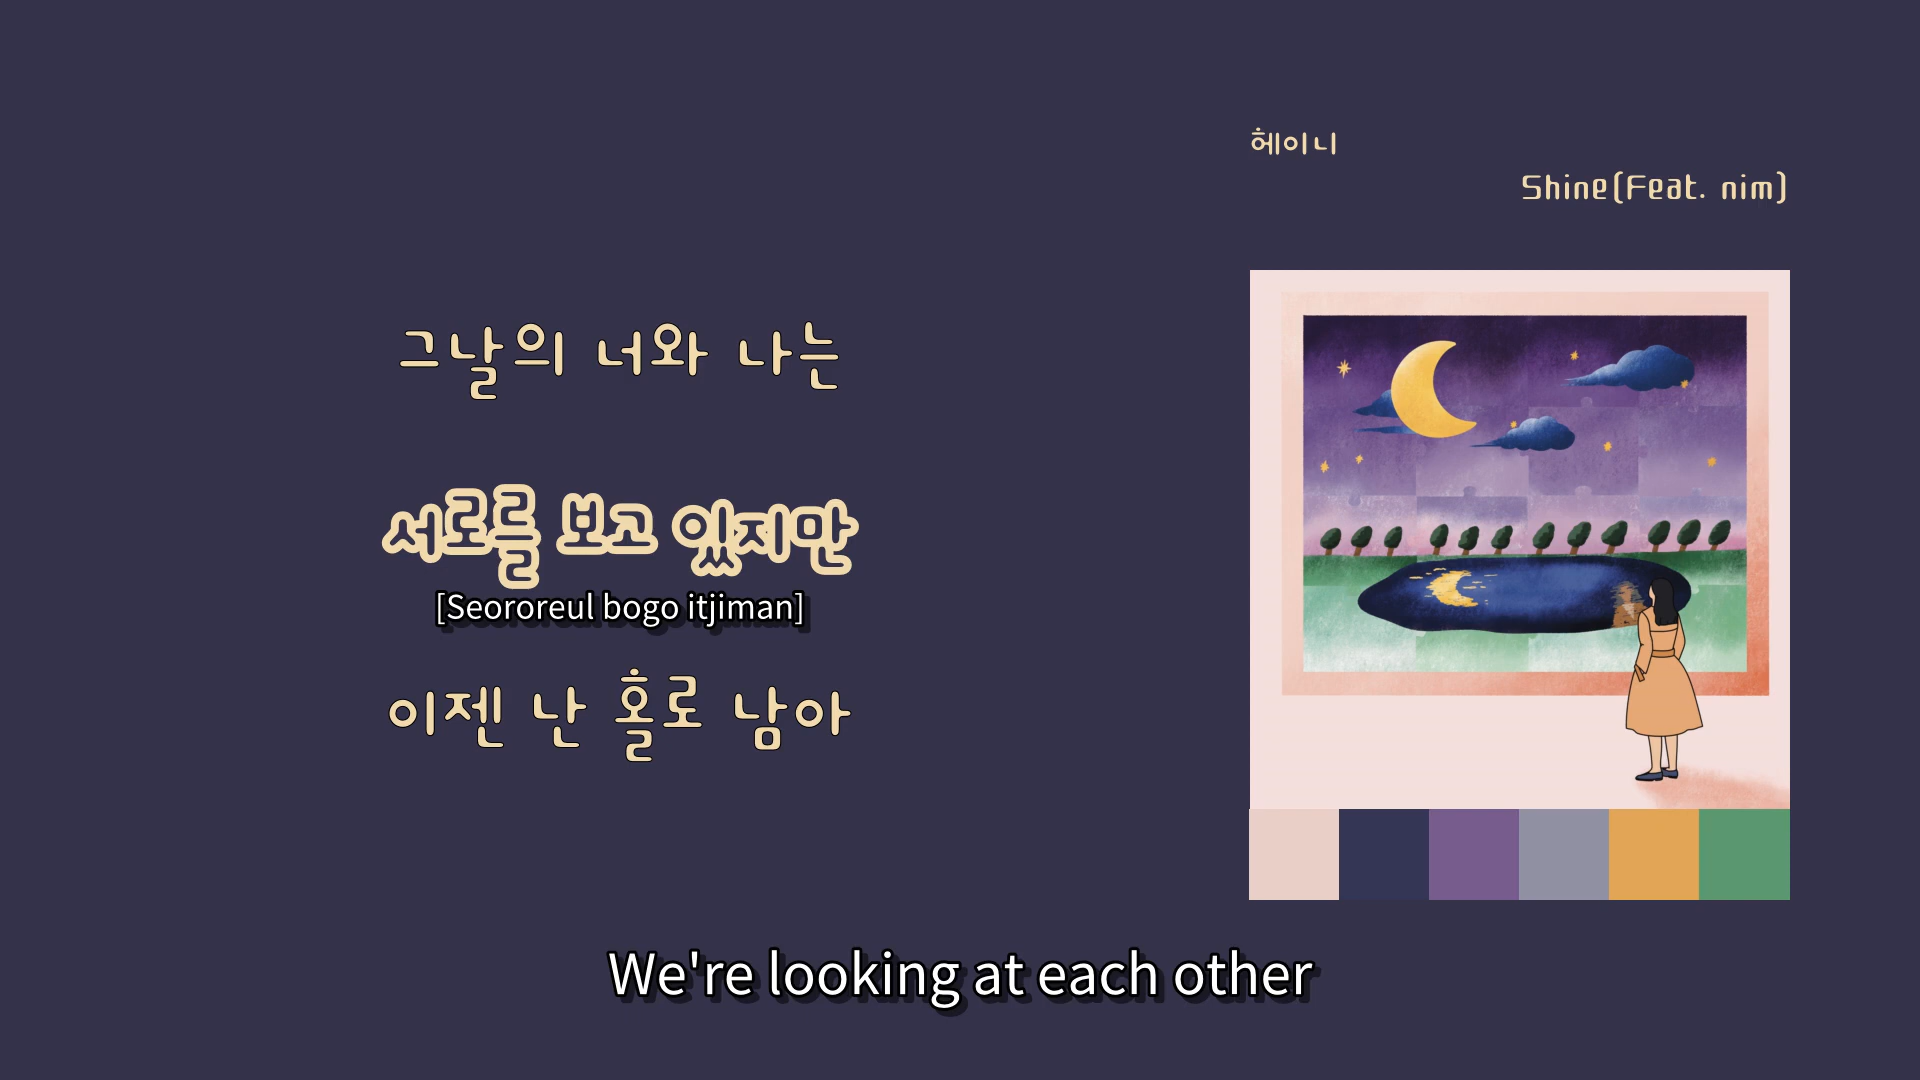 헤이니
Shine(Feat. nim)
그날의 너와 나는
서로를 보고 있지만
[Seororeul bogo itjiman]
이젠 난 홀로 남아
We're looking at each other